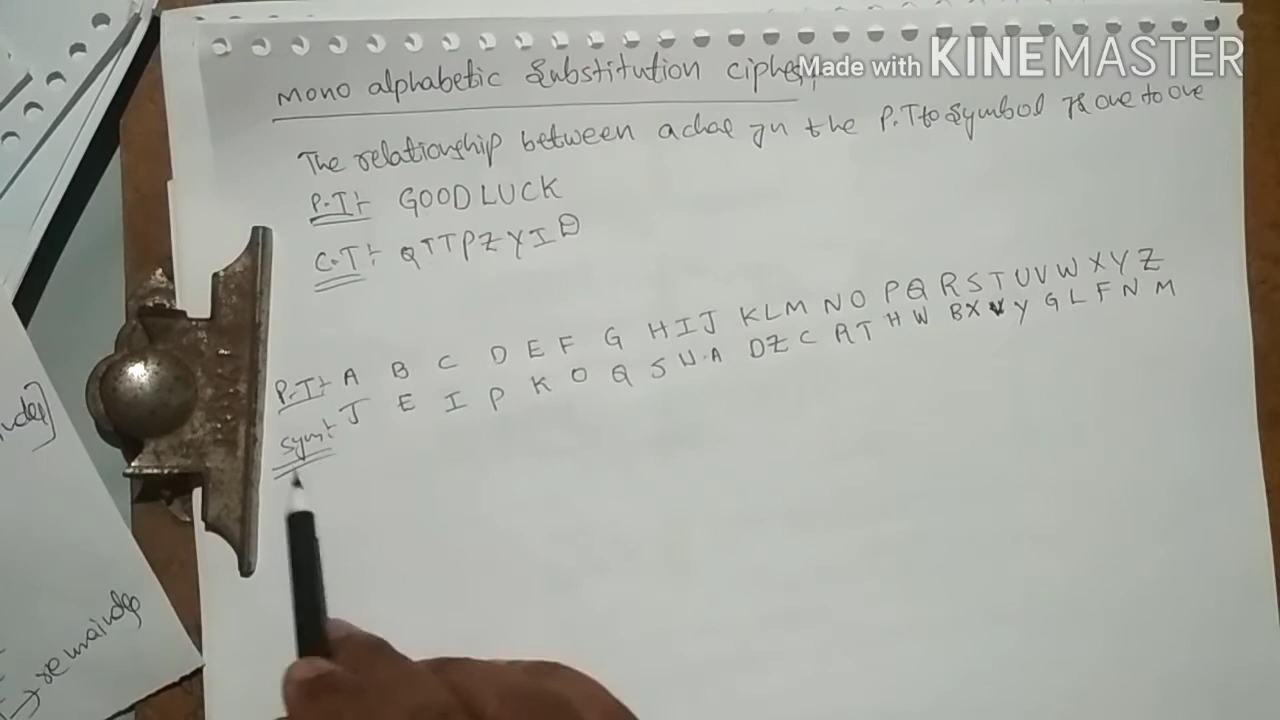 Made with KINEMASTER
Mono alphabetic Substitution cipher
The relationship between a char in the P.T to Symbol is one to one
P.T:- GOODLUCK
C.T:- QTTPZYID
P.T:- A B C D E F G H I J K L M N O P Q R S T U V W X Y Z
Sym:- J E I P K O Q S U A D Z C R T H W B X V Y G L F N M
→ remainder